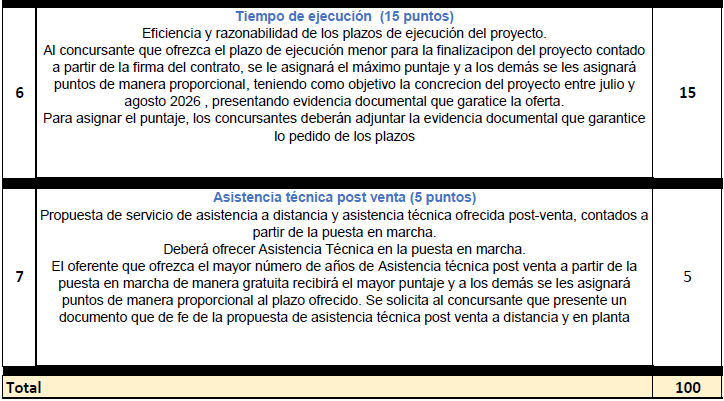 Tiempo de ejecución (15 puntos)
Eficiencia y razonabilidad de los plazos de ejecución del proyecto.
Al concursante que ofrezca el plazo de ejecución menor para la finalizacipon del proyecto contado
a partir de la firma del contrato, se le asignará el máximo puntaje y a los demás se les asignará
puntos de manera proporcional, teniendo como objetivo la concrecion del proyecto entre julio y
agosto 2026 , presentando evidencia documental que garatice la oferta.
Para asignar el puntaje, los concursantes deberán adjuntar la evidencia documental que garantice
lo pedido de los plazos
6
15
Asistencia técnica post venta (5 puntos)
Propuesta de servicio de asistencia a distancia y asistencia técnica ofrecida post-venta, contados a
partir de la puesta en marcha.
Deberá ofrecer Asistencia Técnica en la puesta en marcha.
El oferente que ofrezca el mayor número de años de Asistencia técnica post venta a partir de la
puesta en marcha de manera gratuita recibirá el mayor puntaje y a los demás se les asignará
puntos de manera proporcional al plazo ofrecido. Se solicita al concursante que presente un
documento que de fe de la propuesta de asistencia técnica post venta a distancia y en planta
7
5
Total 100